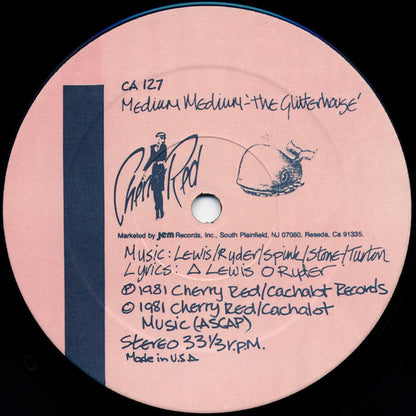 CA 127
Medium Medium: 'The Glitterhouse'
Cherry Red
Marketed by jem Records, Inc., South Plainfield, NJ 07080, Reseda, CA 91335.
Music: Lewis/Ryder/Spink/Stone/Turton
Lyrics: △ Lewis O Ryder
℗ 1981 Cherry Red/Cachalot Records
© 1981 Cherry Red/Cachalot
Music (ASCAP)
Stereo 33 1/3 r.p.m.
Made in U.S.A